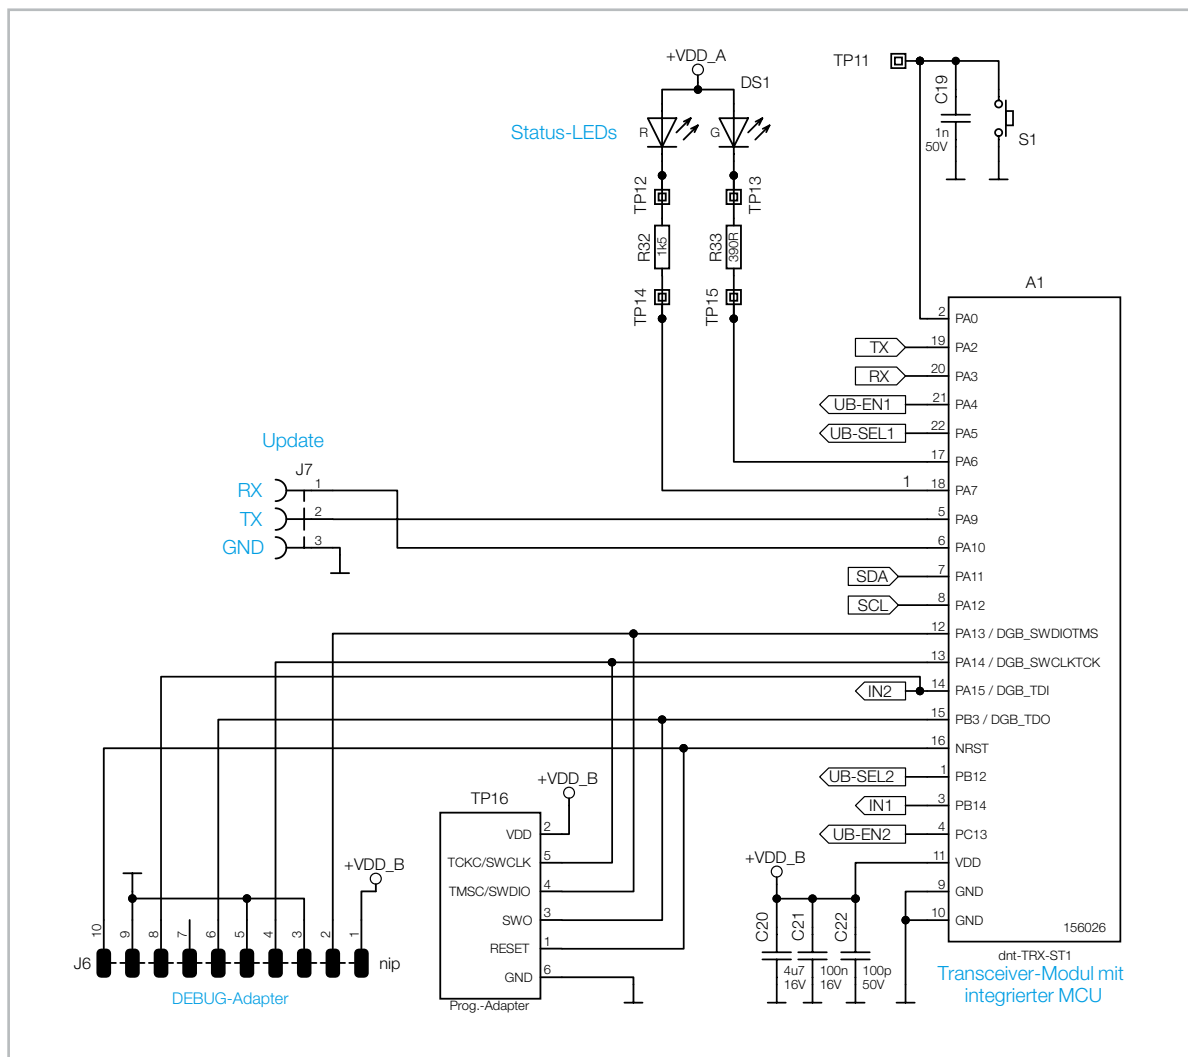 +VDD_A
DS1
Status-LEDs
R
G
TP12
TP13
R32
1k5
R33
390R
TP14
TP15
TP11
C19
1n
50V
S1
A1
2 PA0
TX 19 PA2
RX 20 PA3
UB-EN1 21 PA4
UB-SEL1 22 PA5
17 PA6
1 18 PA7
5 PA9
6 PA10
SDA 7 PA11
SCL 8 PA12
12 PA13 / DGB_SWDIOTMS
13 PA14 / DGB_SWCLKTCK
IN2 14 PA15 / DGB_TDI
15 PB3 / DGB_TDO
16 NRST
UB-SEL2 1 PB12
IN1 3 PB14
UB-EN2 4 PC13
11 VDD
9 GND
10 GND
156026
dnt-TRX-ST1
Transceiver-Modul mit
integrierter MCU
Update
J7
RX 1
TX 2
GND 3
+VDD_B
TP16
VDD 2
TCKC/SWCLK 5
TMSC/SWDIO 4
SWO 3
RESET 1
GND 6
Prog.-Adapter
+VDD_B
10 9 8 7 6 5 4 3 2 1
J6
nip
DEBUG-Adapter
+VDD_B
C20
4u7
16V
C21
100n
16V
C22
100p
50V